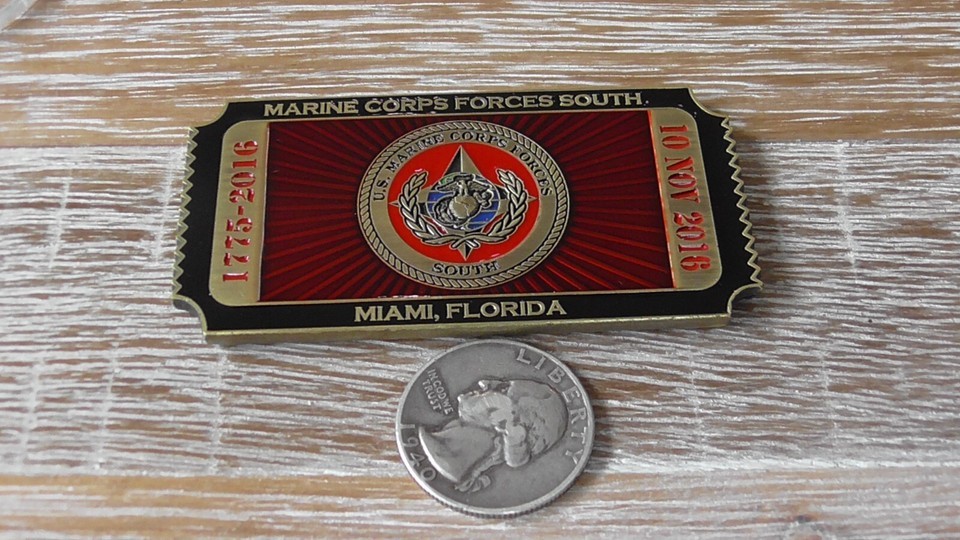 MARINE CORPS FORCES SOUTH
1775-2016
U.S. MARINE CORPS FORCES
SOUTH
10 NOV 2016
MIAMI, FLORIDA
LIBERTY
IN GOD WE
TRUST
1940